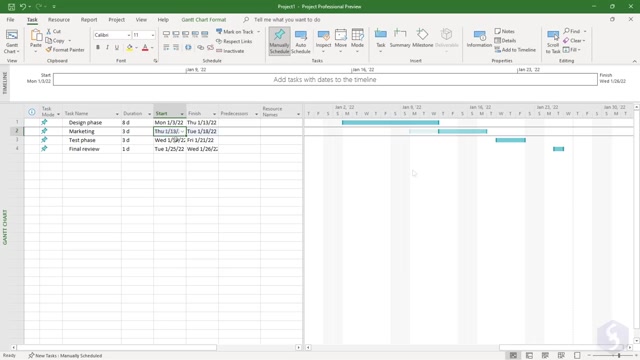 Project1 - Project Professional Preview
File Task Resource Report Project View Help Gantt Chart Format Tell me what you want to do
Gantt Chart
View
Paste
Cut
Copy
Format Painter
Clipboard
Calibri 11
B I U
Font
Schedule
Mark on Track
Respect Links
Inactivate
Manually Schedule
Auto Schedule
Tasks
Inspect Move Mode
Task Summary Milestone Deliverable
Insert
Information
Notes
Details
Add to Timeline
Properties
Scroll to Task
Editing
TIMELINE
Start
Mon 1/3/22
Jan 9, '22 Jan 16, '22 Jan 23, '22
Add tasks with dates to the timeline
Finish
Wed 1/26/22
Task Mode Task Name Duration Start Finish Predecessors Resource Names
Jan 2, '22 Jan 9, '22 Jan 16, '22 Jan 23, '22
T F S S M T W T F S S M T W T F S S M T W T F S S M T W T F S
1 Design phase 8 d Mon 1/3/22 Thu 1/13/22
2 Marketing 3 d Thu 1/13/ Tue 1/18/22
3 Test phase 3 d Wed 1/19/22 Fri 1/21/22
4 Final review 1 d Tue 1/25/22 Wed 1/26/22
GANTT CHART
Ready New Tasks : Manually Scheduled